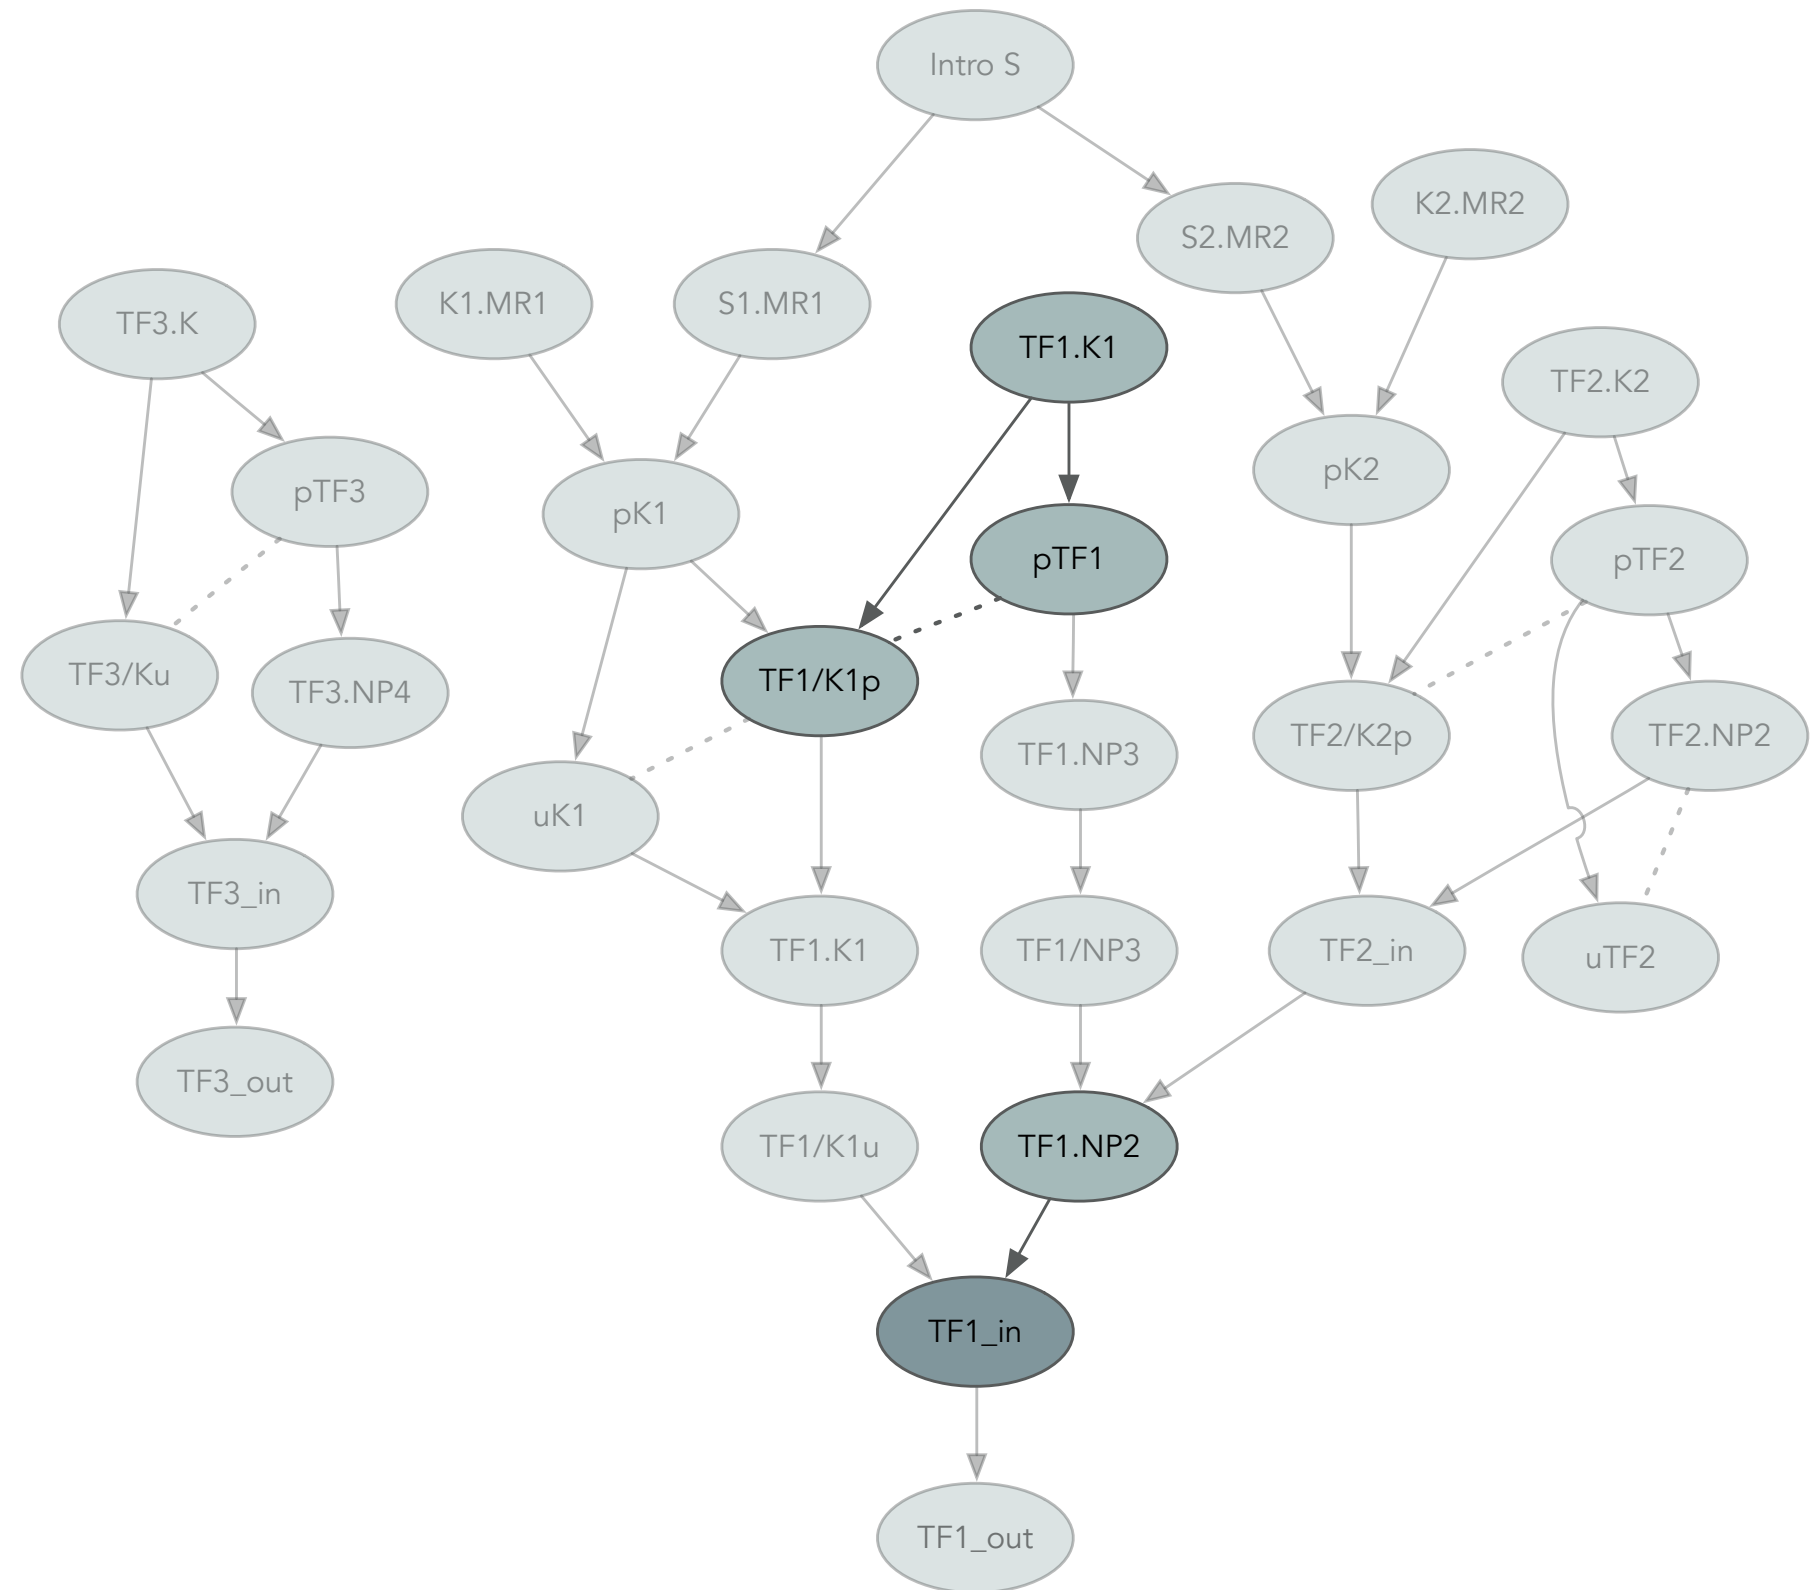 Intro S
K2.MR2
S2.MR2
K1.MR1
S1.MR1
TF3.K
TF1.K1
TF2.K2
pK2
pTF3
pK1
pTF1
pTF2
TF3/Ku
TF1/K1p
TF3.NP4
TF2/K2p
TF2.NP2
TF1.NP3
uK1
TF3_in
TF1.K1
TF1/NP3
TF2_in
uTF2
TF3_out
TF1/K1u
TF1.NP2
TF1_in
TF1_out